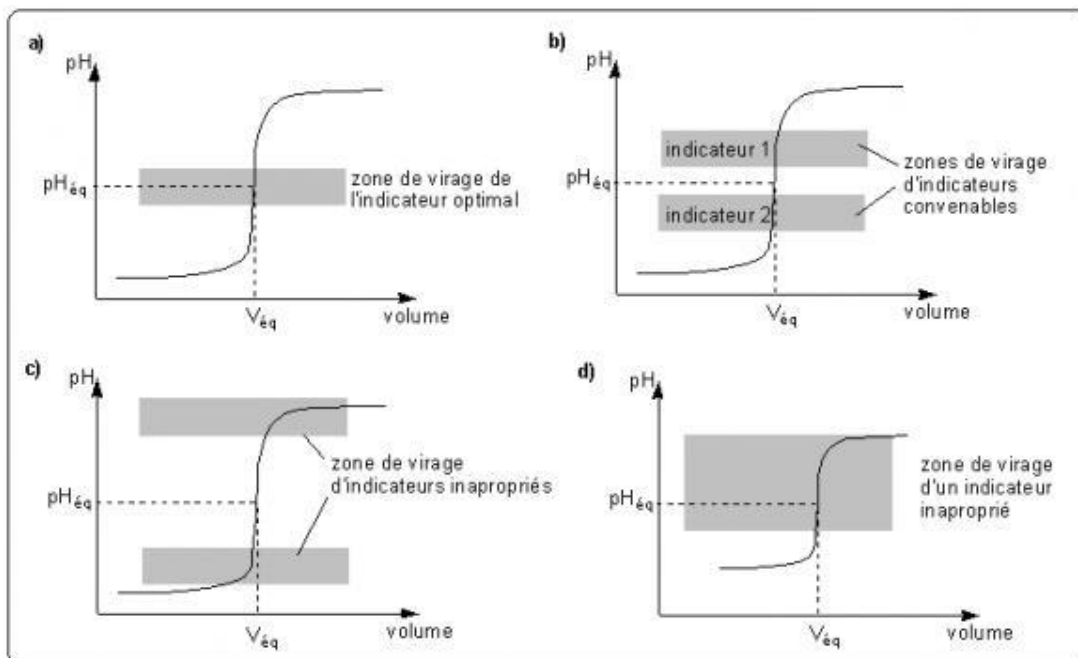 a)
pH
pHéq
zone de virage de
l'indicateur optimal
Véq
volume
b)
pH
indicateur 1
pHéq
indicateur 2
zones de virage
d'indicateurs
convenables
Véq
volume
c)
pH
zone de virage
d'indicateurs inapropriés
pHéq
Véq
volume
d)
pH
pHéq
zone de virage
d'un indicateur
inaproprié
Véq
volume